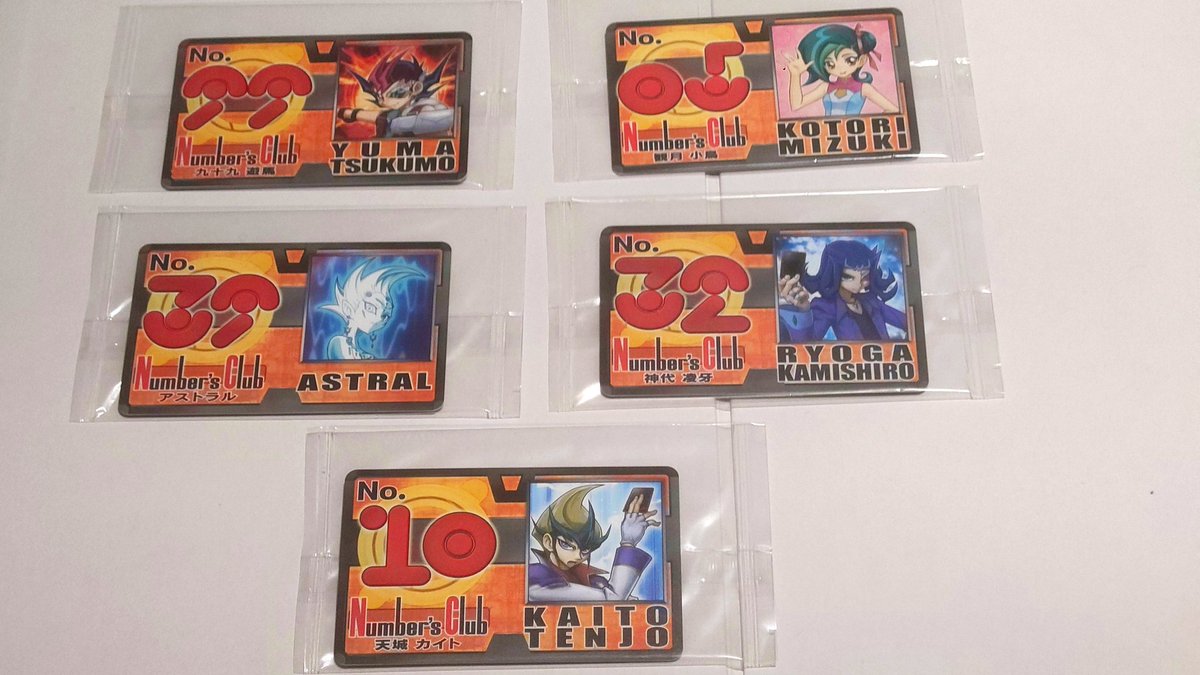 No.
99
Number's Club
九十九 遊馬
YUMA
TSUKUMO
No.
05
Number's Club
観月 小鳥
KOTORI
MIZUKI
No.
39
Number's Club
アストラル
ASTRAL
No.
32
Number's Club
神代 凌牙
RYOGA
KAMISHIRO
No.
10
Number's Club
天城 カイト
KAITO
TENJO